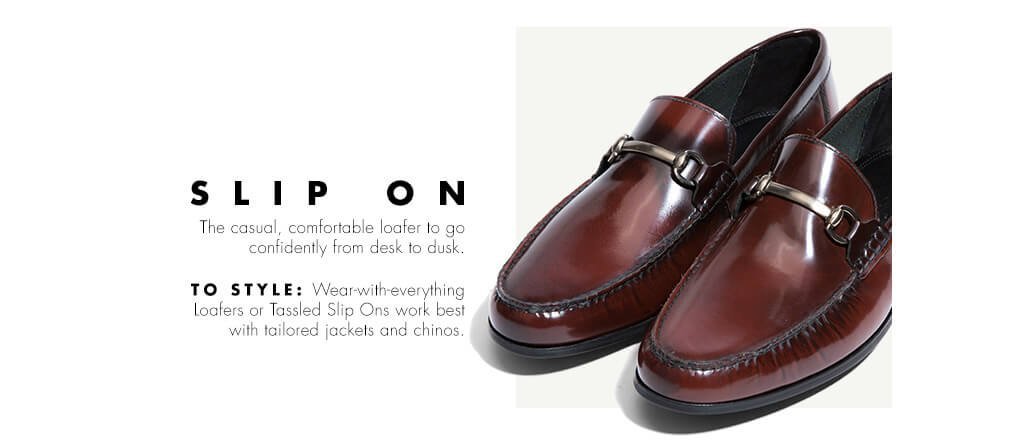 SLIP ON
The casual, comfortable loafer to go
confidently from desk to dusk.
TO STYLE: Wear-with-everything
Loafers or Tassled Slip Ons work best
with tailored jackets and chinos.